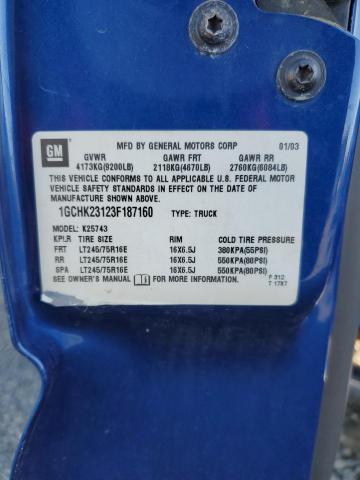 GM
MFD BY GENERAL MOTORS CORP 01/03
GVWR GAWR FRT GAWR RR
4173KG(9200LB) 2118KG(4670LB) 2760KG(6084LB)
THIS VEHICLE CONFORMS TO ALL APPLICABLE U.S. FEDERAL MOTOR
VEHICLE SAFETY STANDARDS IN EFFECT ON THE DATE OF
MANUFACTURE SHOWN ABOVE.
1GCHK23123F187160 TYPE: TRUCK
MODEL: K25743
KPLR TIRE SIZE RIM COLD TIRE PRESSURE
FRT LT245/75R16E 16X6.5J 380KPA(55PSI)
RR LT245/75R16E 16X6.5J 550KPA(80PSI)
SPA LT245/75R16E 16X6.5J 550KPA(80PSI)
SEE OWNER'S MANUAL FOR MORE INFORMATION. F 312
T 1787